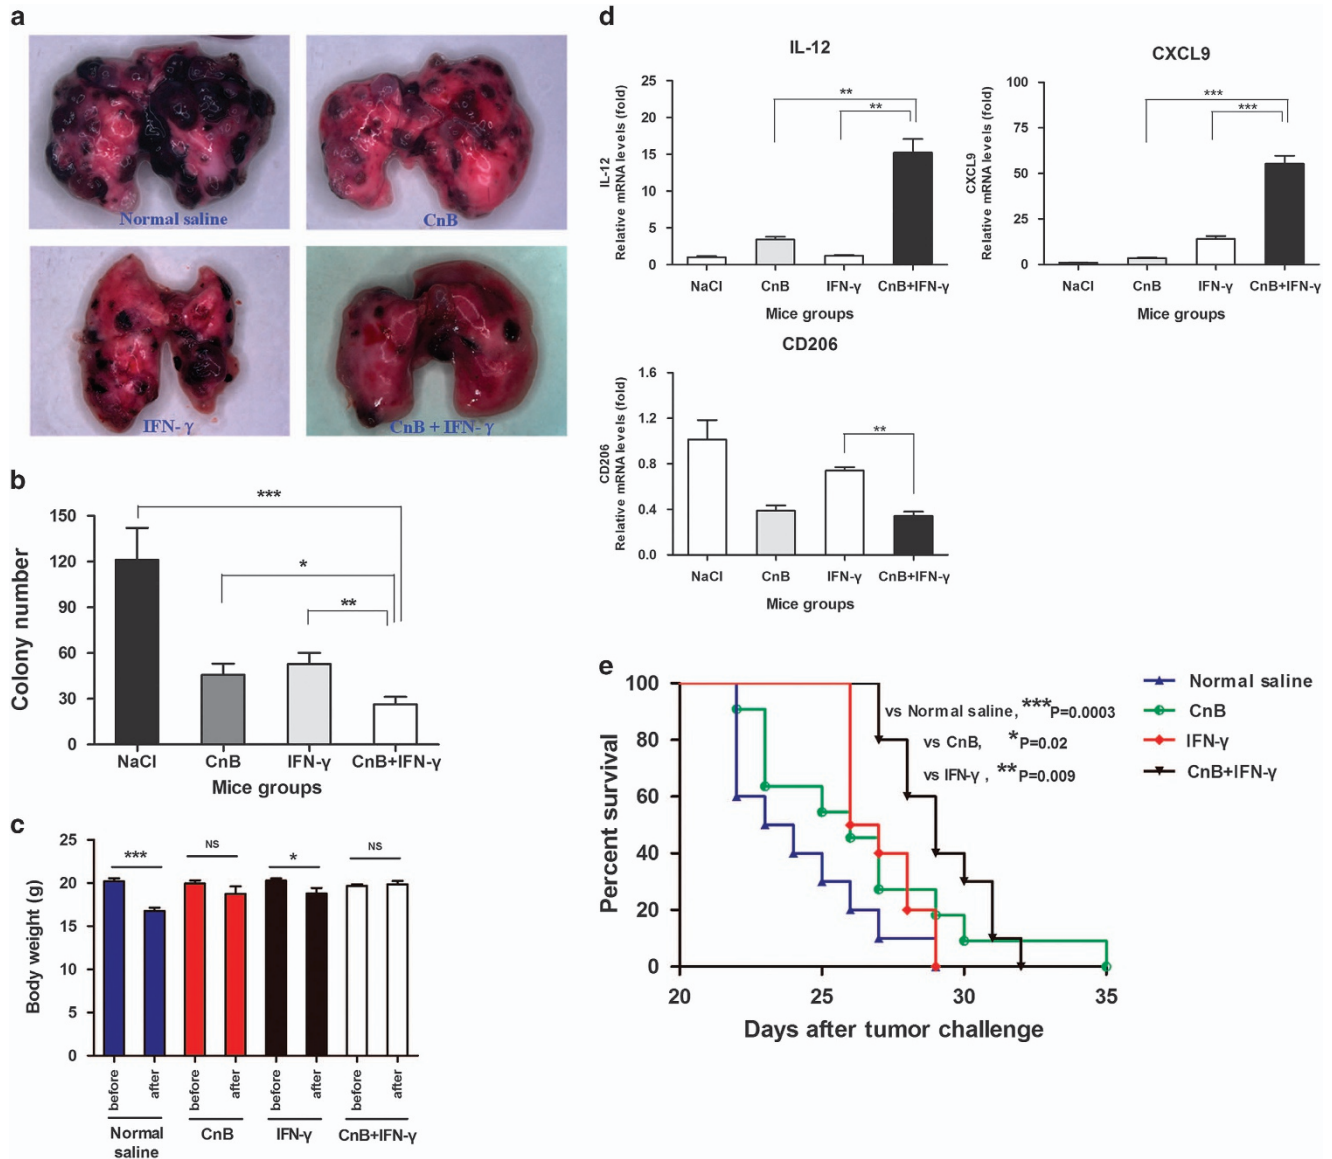 a
Normal saline
CnB
IFN- γ
CnB + IFN- γ
b
Colony number
150
120
90
60
30
0
***
*
**
NaCl
CnB
IFN-γ
CnB+IFN-γ
Mice groups
c
Body weight (g)
25
20
15
10
5
0
***
NS
*
NS
before
after
before
after
before
after
before
after
Normal
saline
CnB
IFN-γ
CnB+IFN-γ
d
IL-12
IL-12
Relative mRNA levels (fold)
25
20
15
10
5
0
**
**
NaCl
CnB
IFN-γ
CnB+IFN-γ
Mice groups
CXCL9
CXCL9
Relative mRNA levels (fold)
100
75
50
25
0
***
***
NaCl
CnB
IFN-γ
CnB+IFN-γ
Mice groups
CD206
CD206
Relative mRNA levels (fold)
1.6
1.2
0.8
0.4
0.0
**
NaCl
CnB
IFN-γ
CnB+IFN-γ
Mice groups
e
Percent survival
100
80
60
40
20
0
20
25
30
35
Days after tumor challenge
vs Normal saline, ***P=0.0003
vs CnB, *P=0.02
vs IFN-γ , **P=0.009
Normal saline
CnB
IFN-γ
CnB+IFN-γ